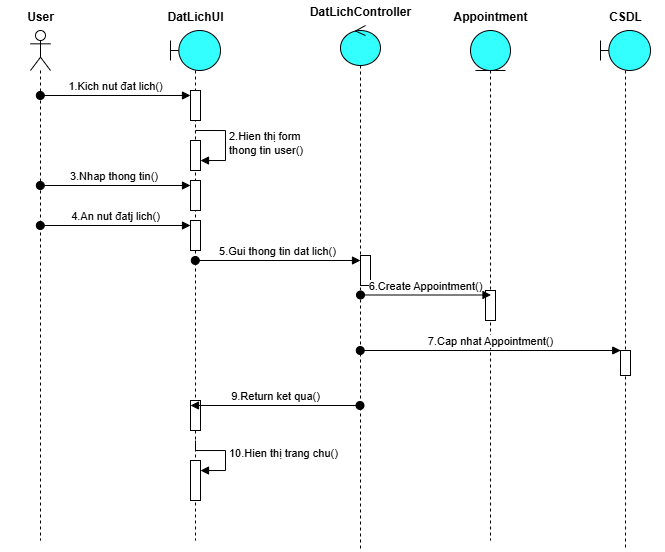 User
DatLichUI
DatLichController
Appointment
CSDL
1.Kich nut đat lich()
2.Hien thị form
thong tin user()
3.Nhap thong tin()
4.An nut đatj lich()
5.Gui thong tin dat lich()
6.Create Appointment()
7.Cap nhat Appointment()
9.Return ket qua()
10.Hien thị trang chu()